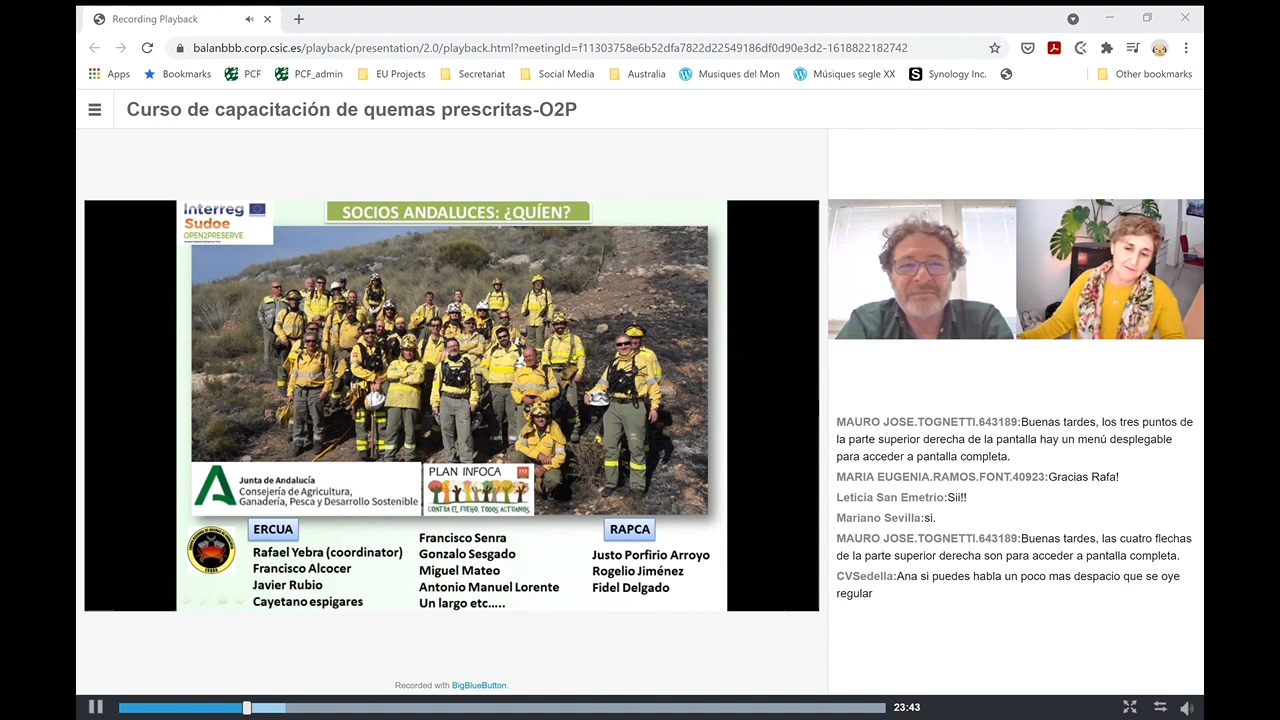 Recording Playback
balanbbb.corp.csic.es/playback/presentation/2.0/playback.html?meetingId=f11303758e6b52dfa7822d22549186df0d90e3d2-1618822182742
Apps
Bookmarks
PCF
PCF_admin
EU Projects
Secretariat
Social Media
Australia
Musiques del Mon
Músiques segle XX
Synology Inc.
Other bookmarks
Curso de capacitación de quemas prescritas-O2P
Interreg
Sudoe
OPEN2PRESERVE
SOCIOS ANDALUCES: ¿QUÍEN?
Junta de Andalucía
Consejería de Agricultura,
Ganadería, Pesca y Desarrollo Sostenible
PLAN INFOCA
CONTRA EL FUEGO, TODOS ACTUAMOS
ERCUA
Rafael Yebra (coordinator)
Francisco Alcocer
Javier Rubio
Cayetano espigares
Francisco Senra
Gonzalo Sesgado
Miguel Mateo
Antonio Manuel Lorente
Un largo etc.....
RAPCA
Justo Porfirio Arroyo
Rogelio Jiménez
Fidel Delgado
MAURO JOSE.TOGNETTI.643189:Buenas tardes, los tres puntos de
la parte superior derecha de la pantalla hay un menú desplegable
para acceder a pantalla completa.
MARIA EUGENIA.RAMOS.FONT.40923:Gracias Rafa!
Leticia San Emetrio:Sii!!
Mariano Sevilla:si.
MAURO JOSE.TOGNETTI.643189:Buenas tardes, las cuatro flechas
de la parte superior derecha son para acceder a pantalla completa.
CVSedella:Ana si puedes habla un poco mas despacio que se oye
regular
Recorded with BigBlueButton.
23:43